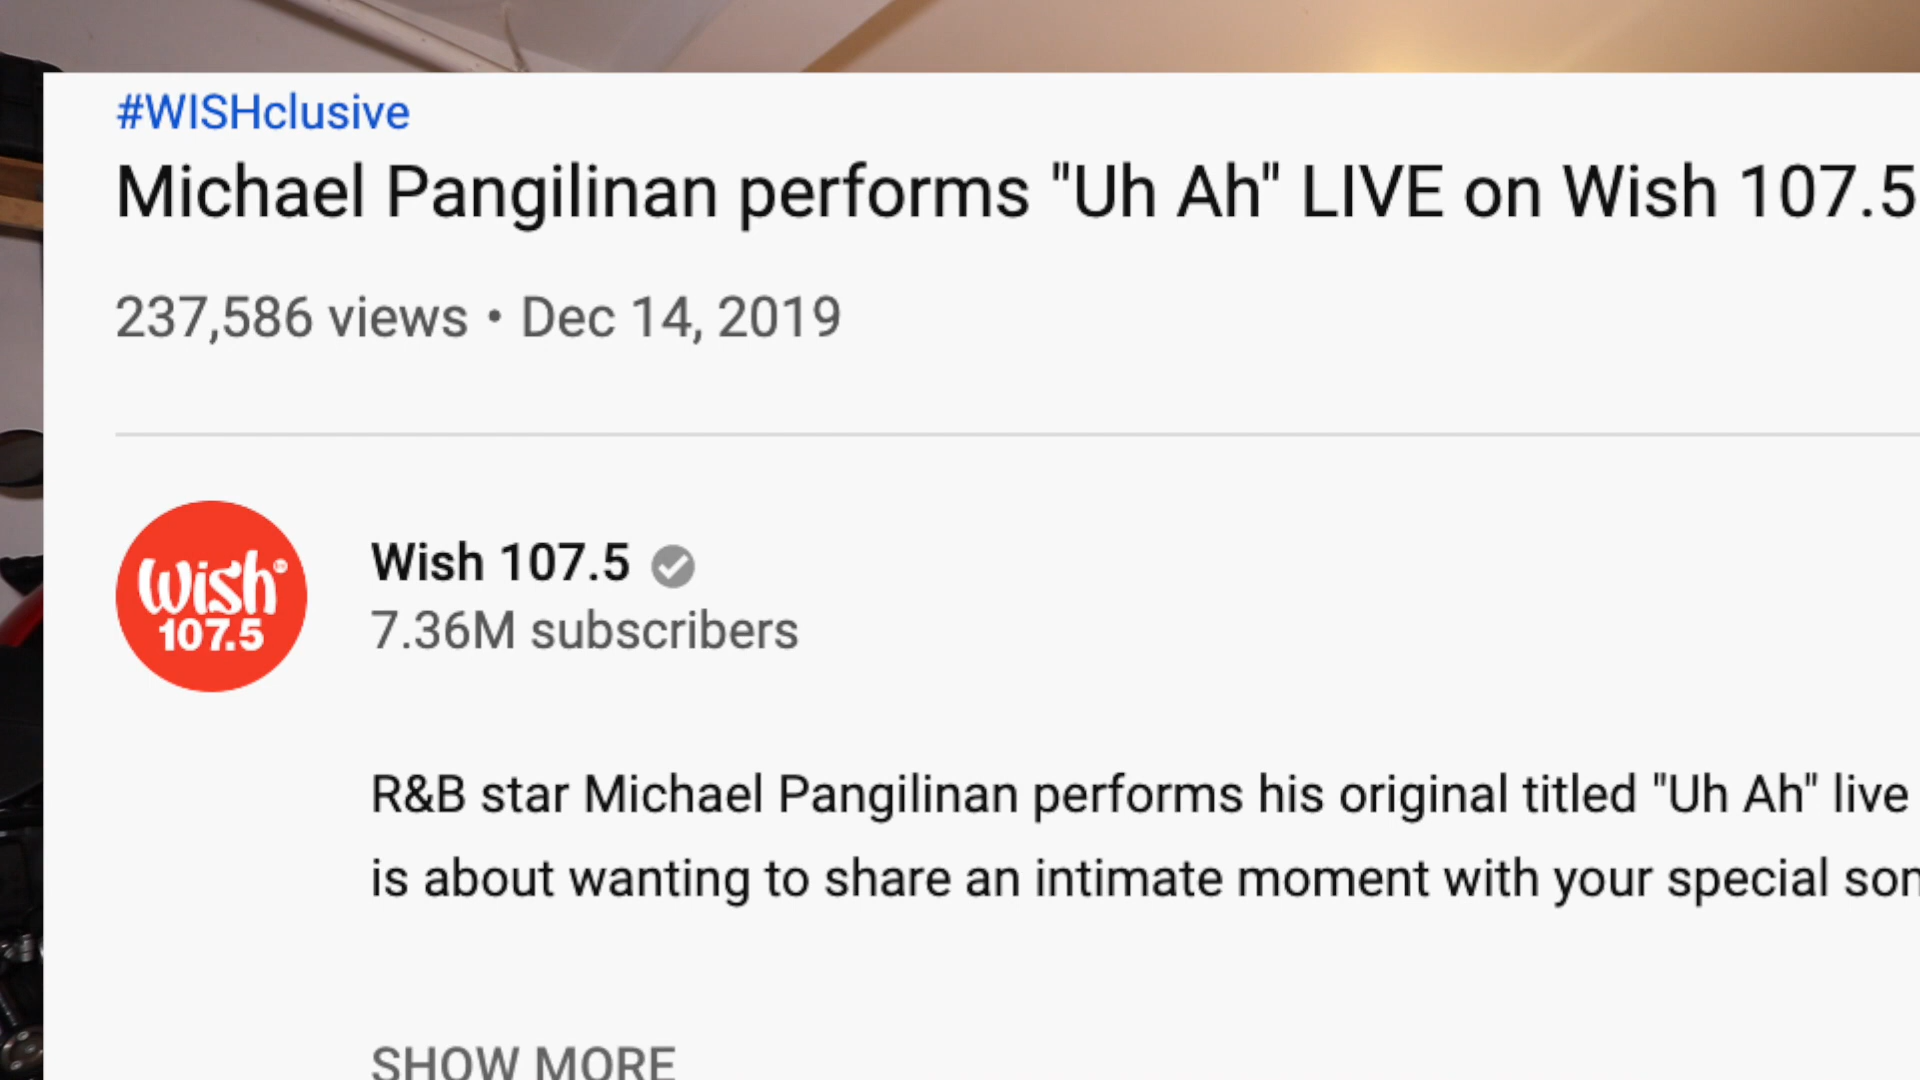 #WISHclusive
Michael Pangilinan performs "Uh Ah" LIVE on Wish 107.5
237,586 views • Dec 14, 2019
wish
107.5
Wish 107.5
7.36M subscribers
R&B star Michael Pangilinan performs his original titled "Uh Ah" live
is about wanting to share an intimate moment with your special
SHOW MORE